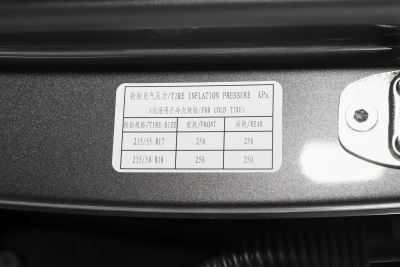 轮胎充气压力/TIRE INFLATION PRESSURE KPa
(仅适用于冷态轮胎/FOR COLD TIRE)
轮胎规格/TIRE SIZE 前轮/FRONT 后轮/REAR
215/55 R17 250 250
215/50 R18 250 250